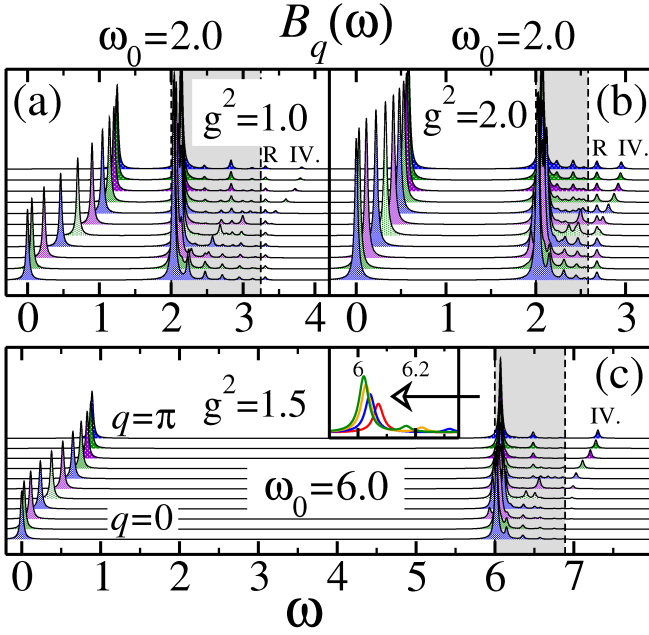 ω₀=2.0 B_q(ω) ω₀=2.0
(a) g²=1.0 R IV.
(b) g²=2.0 R IV.
0 1 2 3 4 0 1 2 3
q=π g²=1.5 6 6.2 (c)
IV.
ω₀=6.0
q=0
0 1 2 3 4 5 6 7
ω